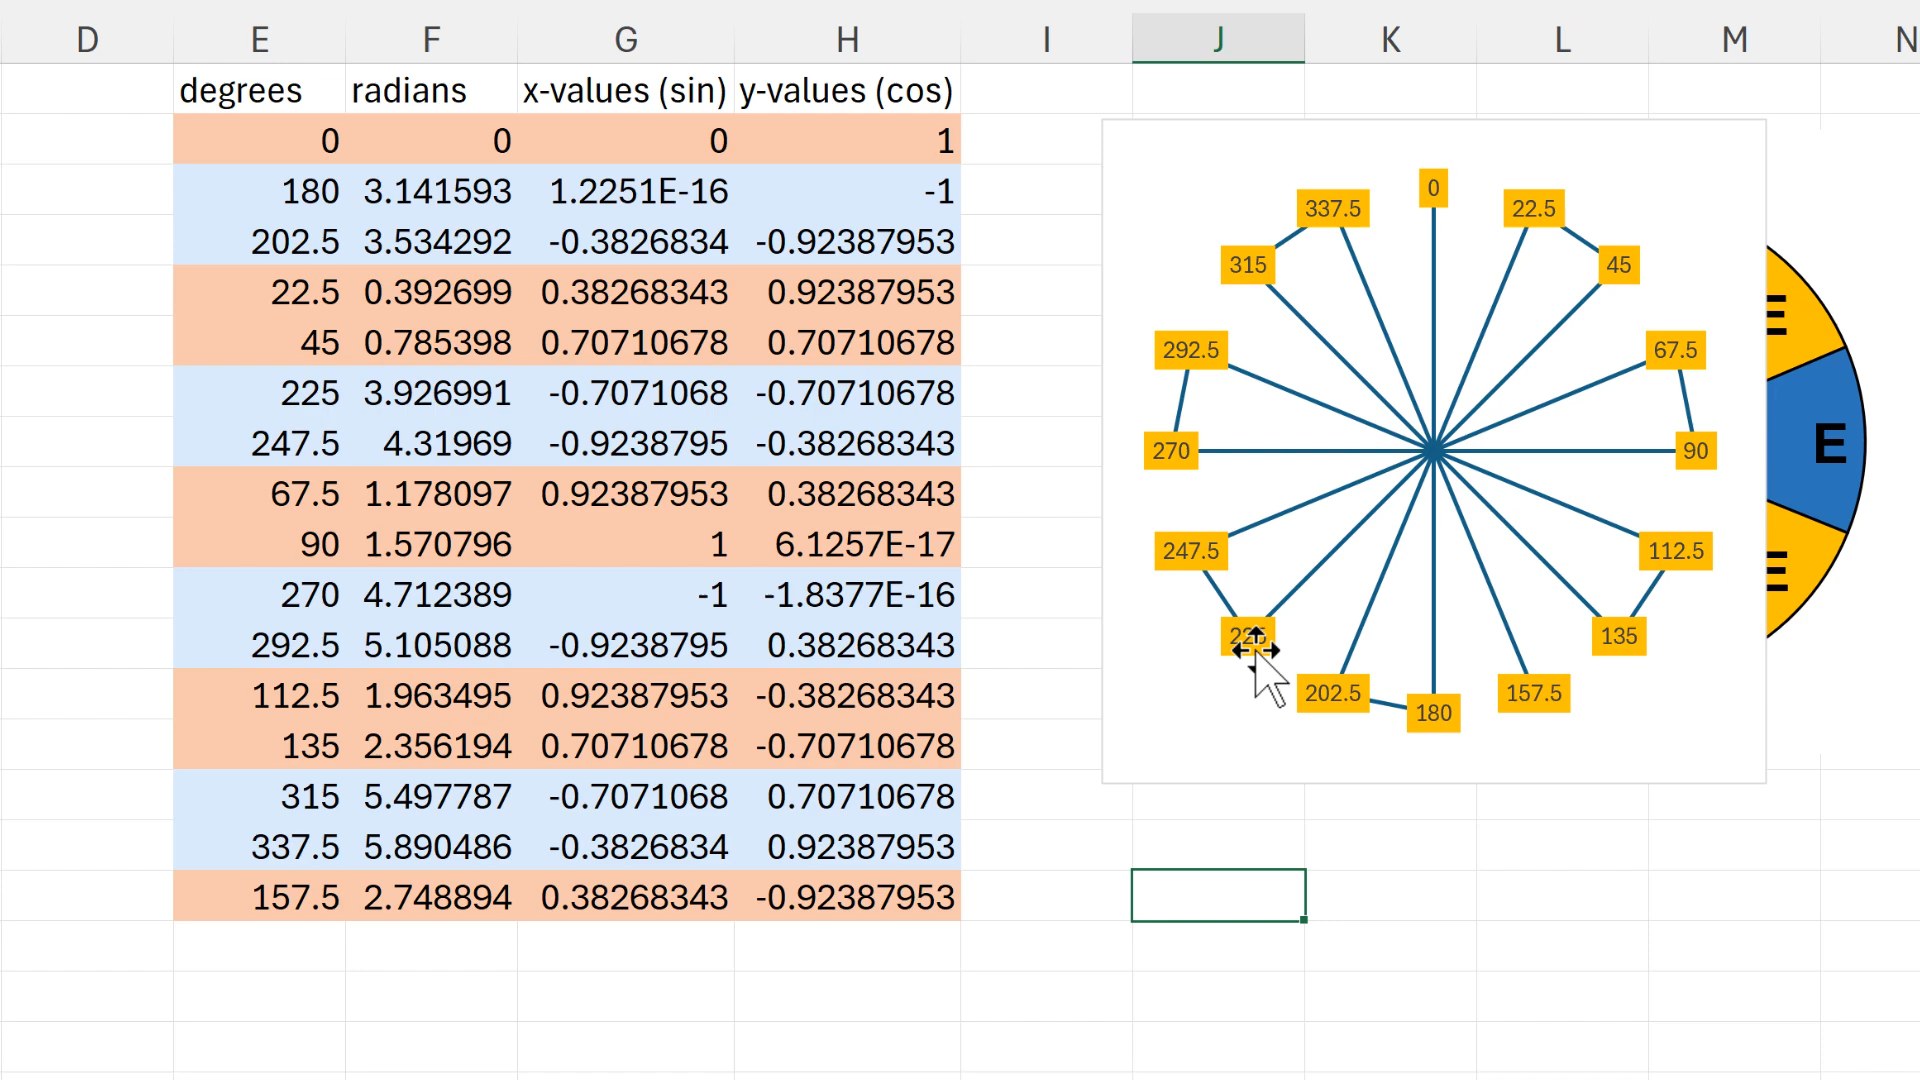 D E F G H I J K L M N
degrees radians x-values (sin) y-values (cos)
0 0 0 1
180 3.141593 1.2251E-16 -1
202.5 3.534292 -0.3826834 -0.92387953
22.5 0.392699 0.38268343 0.92387953
45 0.785398 0.70710678 0.70710678
225 3.926991 -0.7071068 -0.70710678
247.5 4.31969 -0.9238795 -0.38268343
67.5 1.178097 0.92387953 0.38268343
90 1.570796 1 6.1257E-17
270 4.712389 -1 -1.8377E-16
292.5 5.105088 -0.9238795 0.38268343
112.5 1.963495 0.92387953 -0.38268343
135 2.356194 0.70710678 -0.70710678
315 5.497787 -0.7071068 0.70710678
337.5 5.890486 -0.3826834 0.92387953
157.5 2.748894 0.38268343 -0.92387953
0
337.5 22.5
315 45
292.5 67.5
270 90
247.5 112.5
225 135
202.5 157.5
180
E
E
E